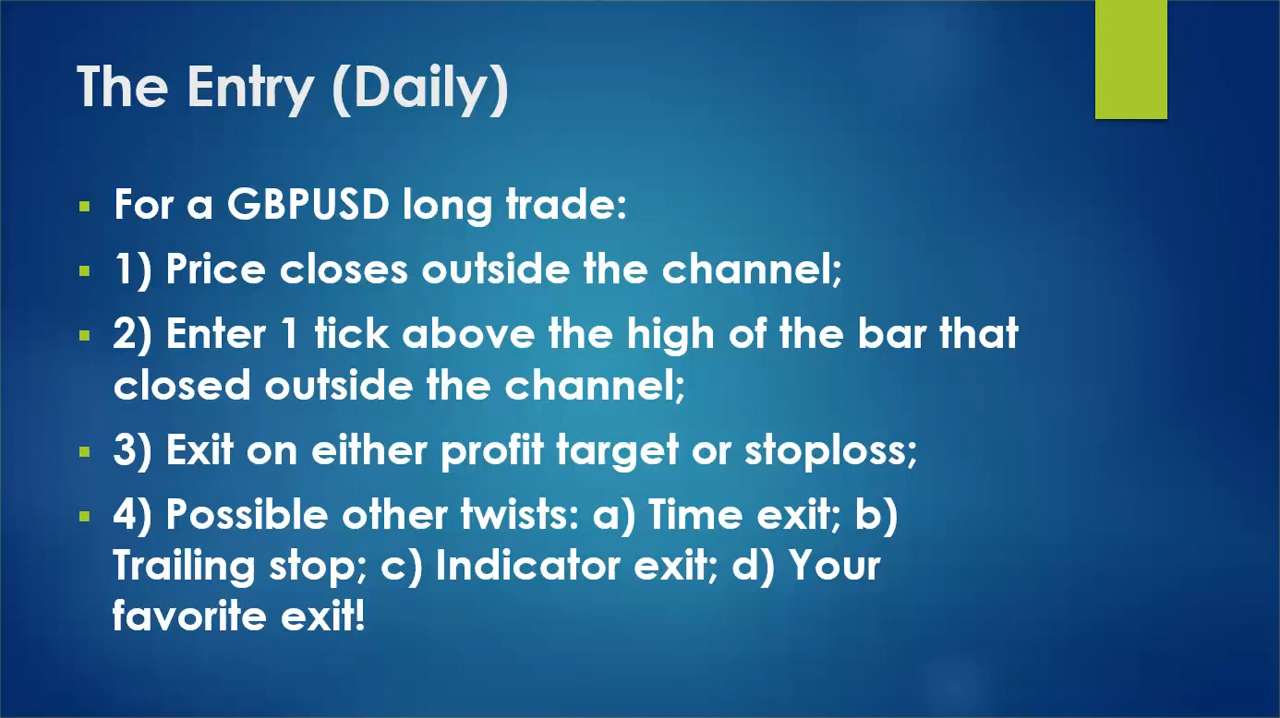 The Entry (Daily)
For a GBPUSD long trade:
1) Price closes outside the channel;
2) Enter 1 tick above the high of the bar that
closed outside the channel;
3) Exit on either profit target or stoploss;
4) Possible other twists: a) Time exit; b)
Trailing stop; c) Indicator exit; d) Your
favorite exit!